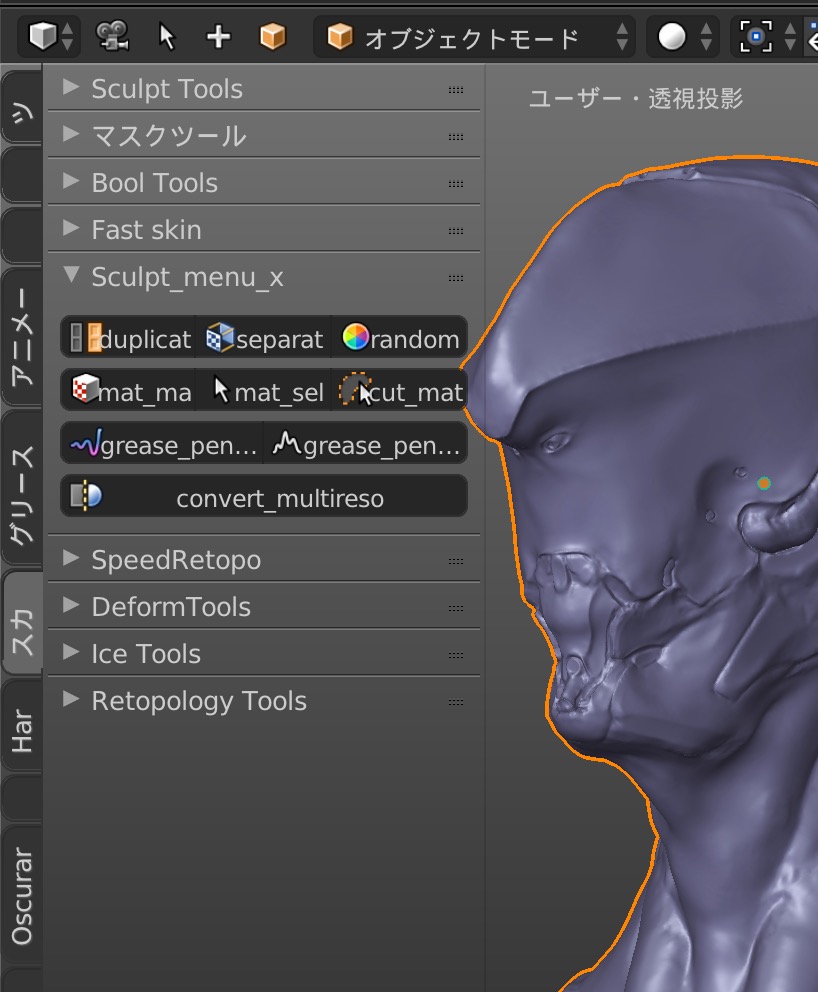 オブジェクトモード
ユーザー・透視投影
Sculpt Tools
マスクツール
Bool Tools
Fast skin
Sculpt_menu_x
duplicat separat random
mat_ma mat_sel cut_mat
grease_pen... grease_pen...
convert_multireso
SpeedRetopo
DeformTools
Ice Tools
Retopology Tools
ツ
アニメー
グリース
スカ
Har
Oscurar